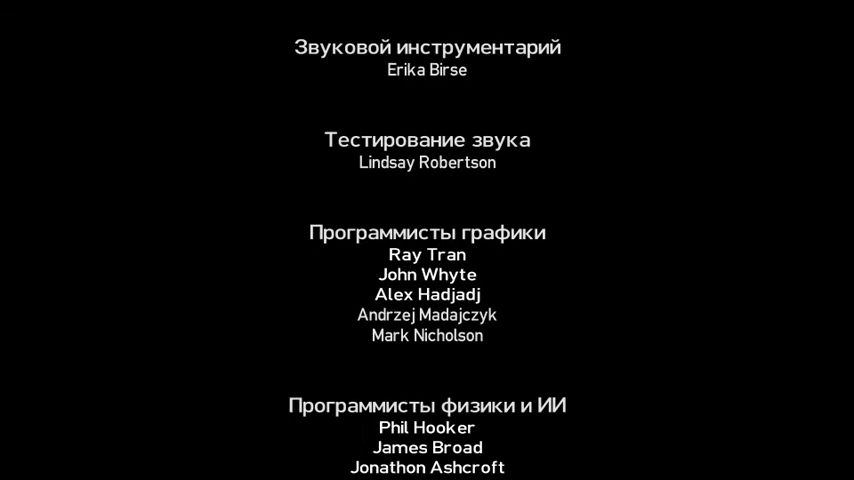 Звуковой инструментарий
Erika Birse
Тестирование звука
Lindsay Robertson
Программисты графики
Ray Tran
John Whyte
Alex Hadjadj
Andrzej Madajczyk
Mark Nicholson
Программисты физики и ИИ
Phil Hooker
James Broad
Jonathon Ashcroft